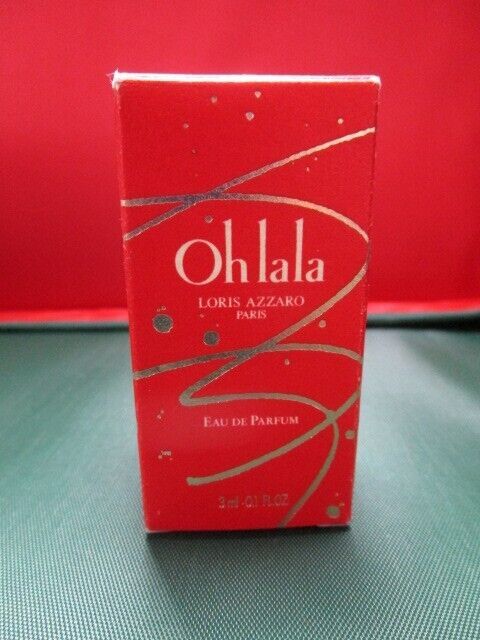 Oh lala
LORIS AZZARO
PARIS
EAU DE PARFUM
3 ml - 0.1 FL.OZ